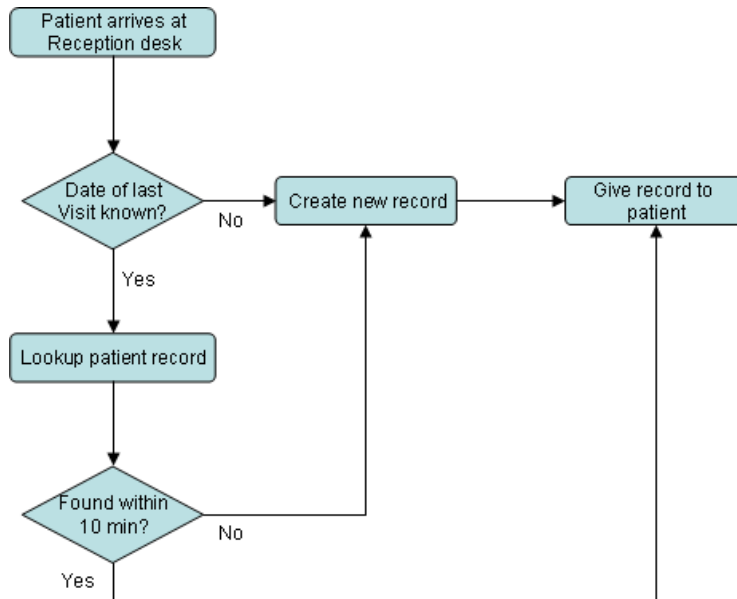 Patient arrives at
Reception desk
Date of last
Visit known?
No
Create new record
Give record to
patient
Yes
Lookup patient record
Found within
10 min?
No
Yes